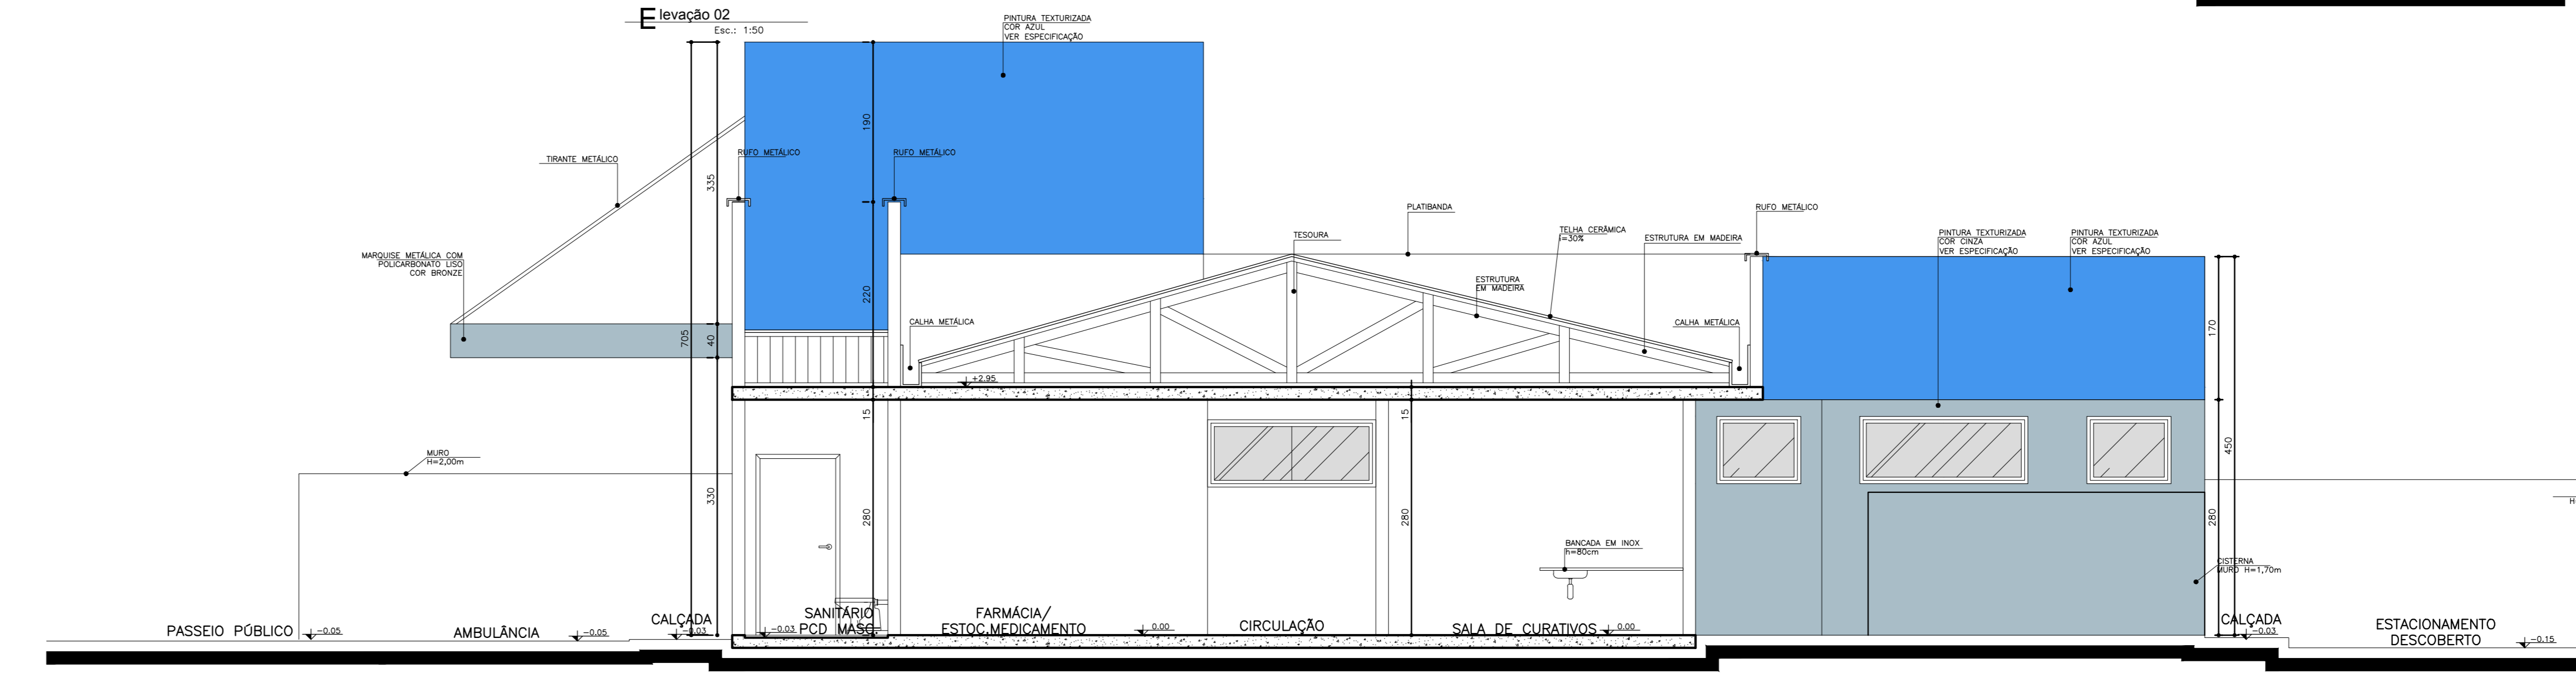 Elevação 02
Esc.: 1:50
PINTURA TEXTURIZADA
COR AZUL
VER ESPECIFICAÇÃO
190
TIRANTE METÁLICO
RUFO METÁLICO
RUFO METÁLICO
335
PLATIBANDA
RUFO METÁLICO
TESOURA
TELHA CERÂMICA
i=30%
ESTRUTURA EM MADEIRA
PINTURA TEXTURIZADA
COR CINZA
VER ESPECIFICAÇÃO
PINTURA TEXTURIZADA
COR AZUL
VER ESPECIFICAÇÃO
MARQUISE METÁLICA COM
POLICARBONATO LISO
COR BRONZE
ESTRUTURA
EM MADEIRA
220
CALHA METÁLICA
CALHA METÁLICA
705
40
170
+2.95
15
15
450
MURO
H=2,00m
330
280
280
280
H
BANCADA EM INOX
h=80cm
CISTERNA
MURO H=1,70m
PASSEIO PÚBLICO
-0.05
AMBULÂNCIA
-0.05
CALÇADA
-0.03
SANITÁRIO
PCD MASC.
-0.03
FARMÁCIA/
ESTOC.MEDICAMENTO
0.00
CIRCULAÇÃO
SALA DE CURATIVOS
0.00
CALÇADA
-0.03
ESTACIONAMENTO
DESCOBERTO
-0.15